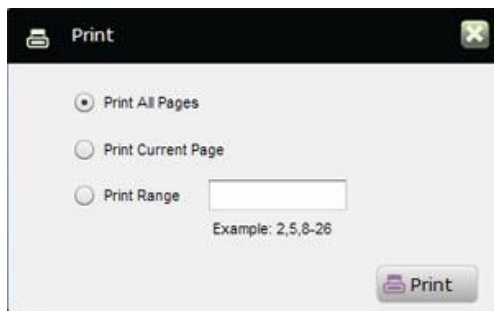 Print
Print All Pages
Print Current Page
Print Range
Example: 2,5,8-26
Print